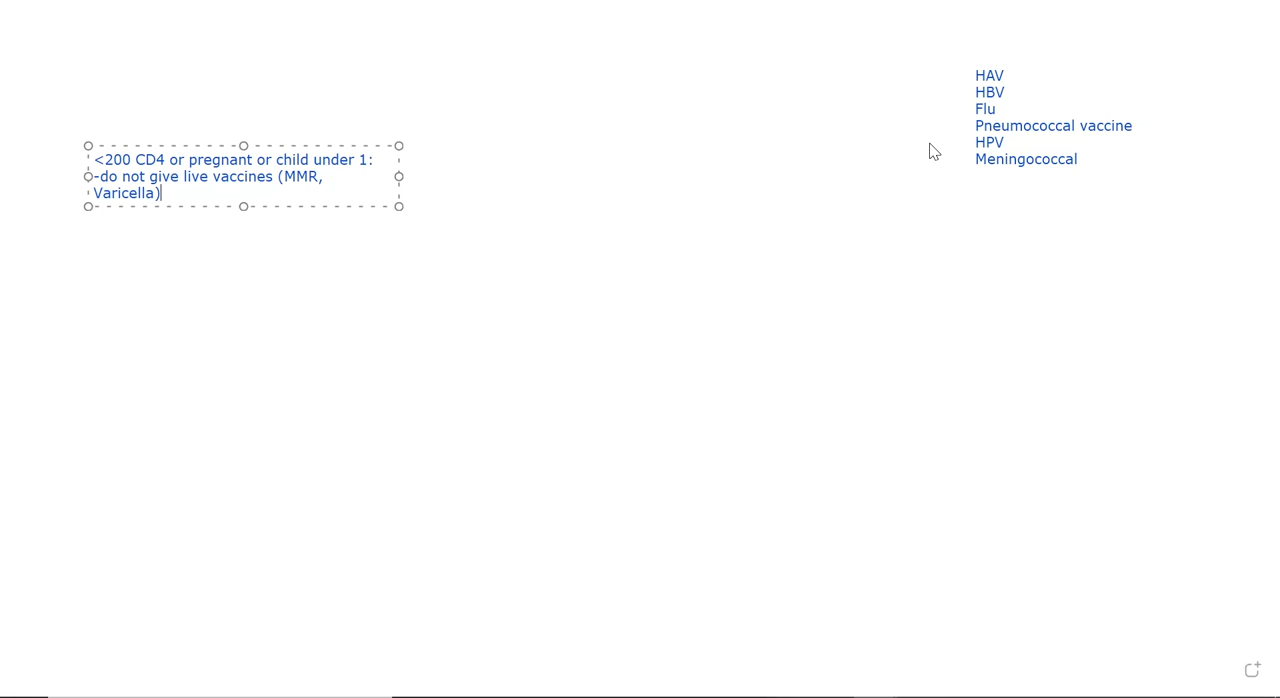 <200 CD4 or pregnant or child under 1:
-do not give live vaccines (MMR,
Varicella)
HAV
HBV
Flu
Pneumococcal vaccine
HPV
Meningococcal